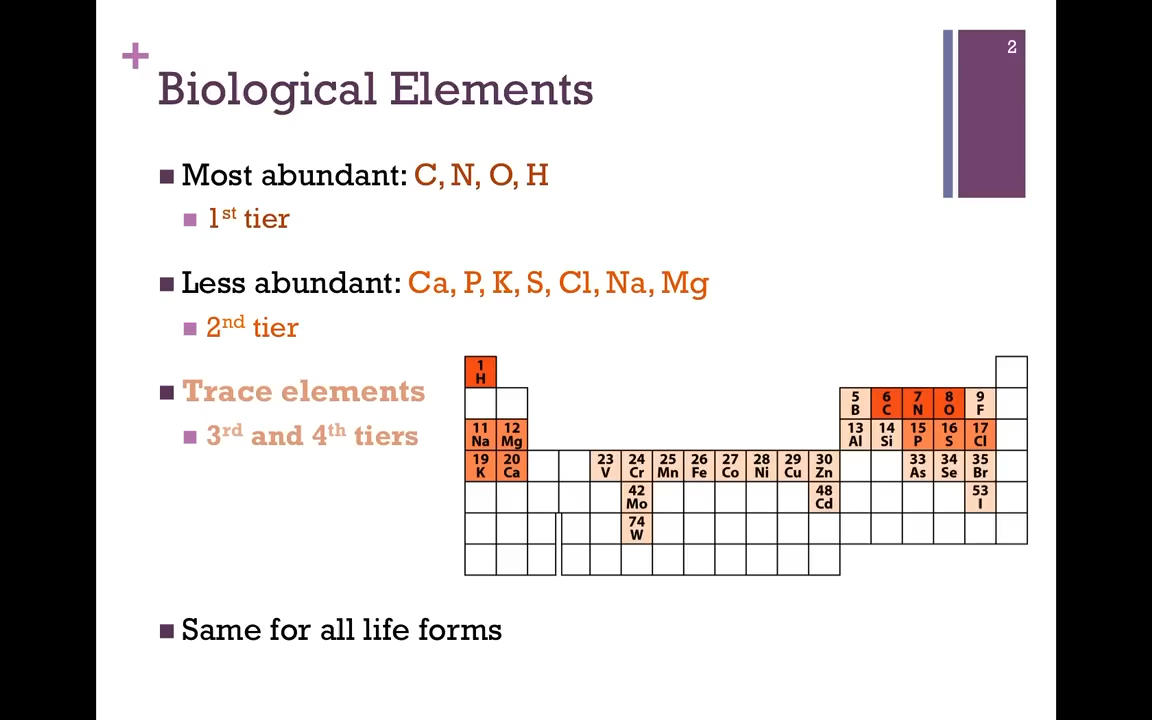 2
+
Biological Elements
■ Most abundant: C, N, O, H
■ 1st tier
■ Less abundant: Ca, P, K, S, Cl, Na, Mg
■ 2nd tier
■ Trace elements
■ 3rd and 4th tiers
1
H
5 6 7 8 9
B C N O F
11 12 13 14 15 16 17
Na Mg Al Si P S Cl
19 20 23 24 25 26 27 28 29 30 33 34 35
K Ca V Cr Mn Fe Co Ni Cu Zn As Se Br
42 48 53
Mo Cd I
74
W
■ Same for all life forms